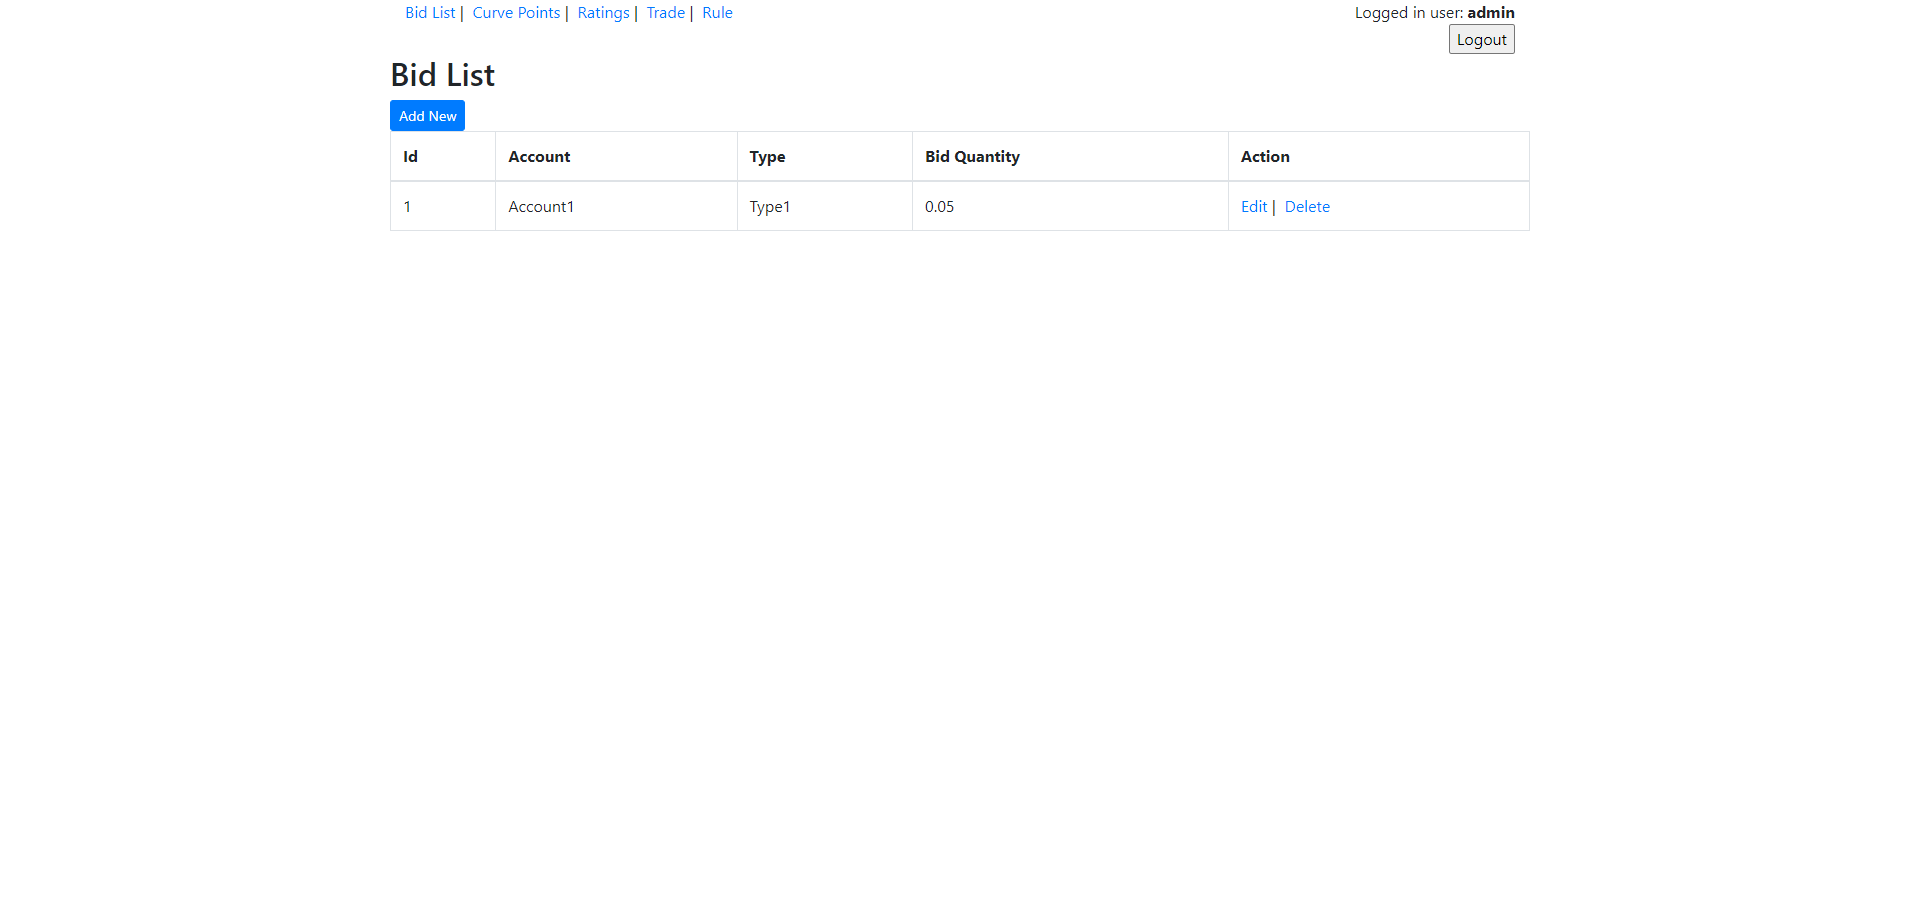 Bid List | Curve Points | Ratings | Trade | Rule
Logged in user: admin
Logout
Bid List
Add New
Id Account Type Bid Quantity Action
1 Account1 Type1 0.05 Edit | Delete